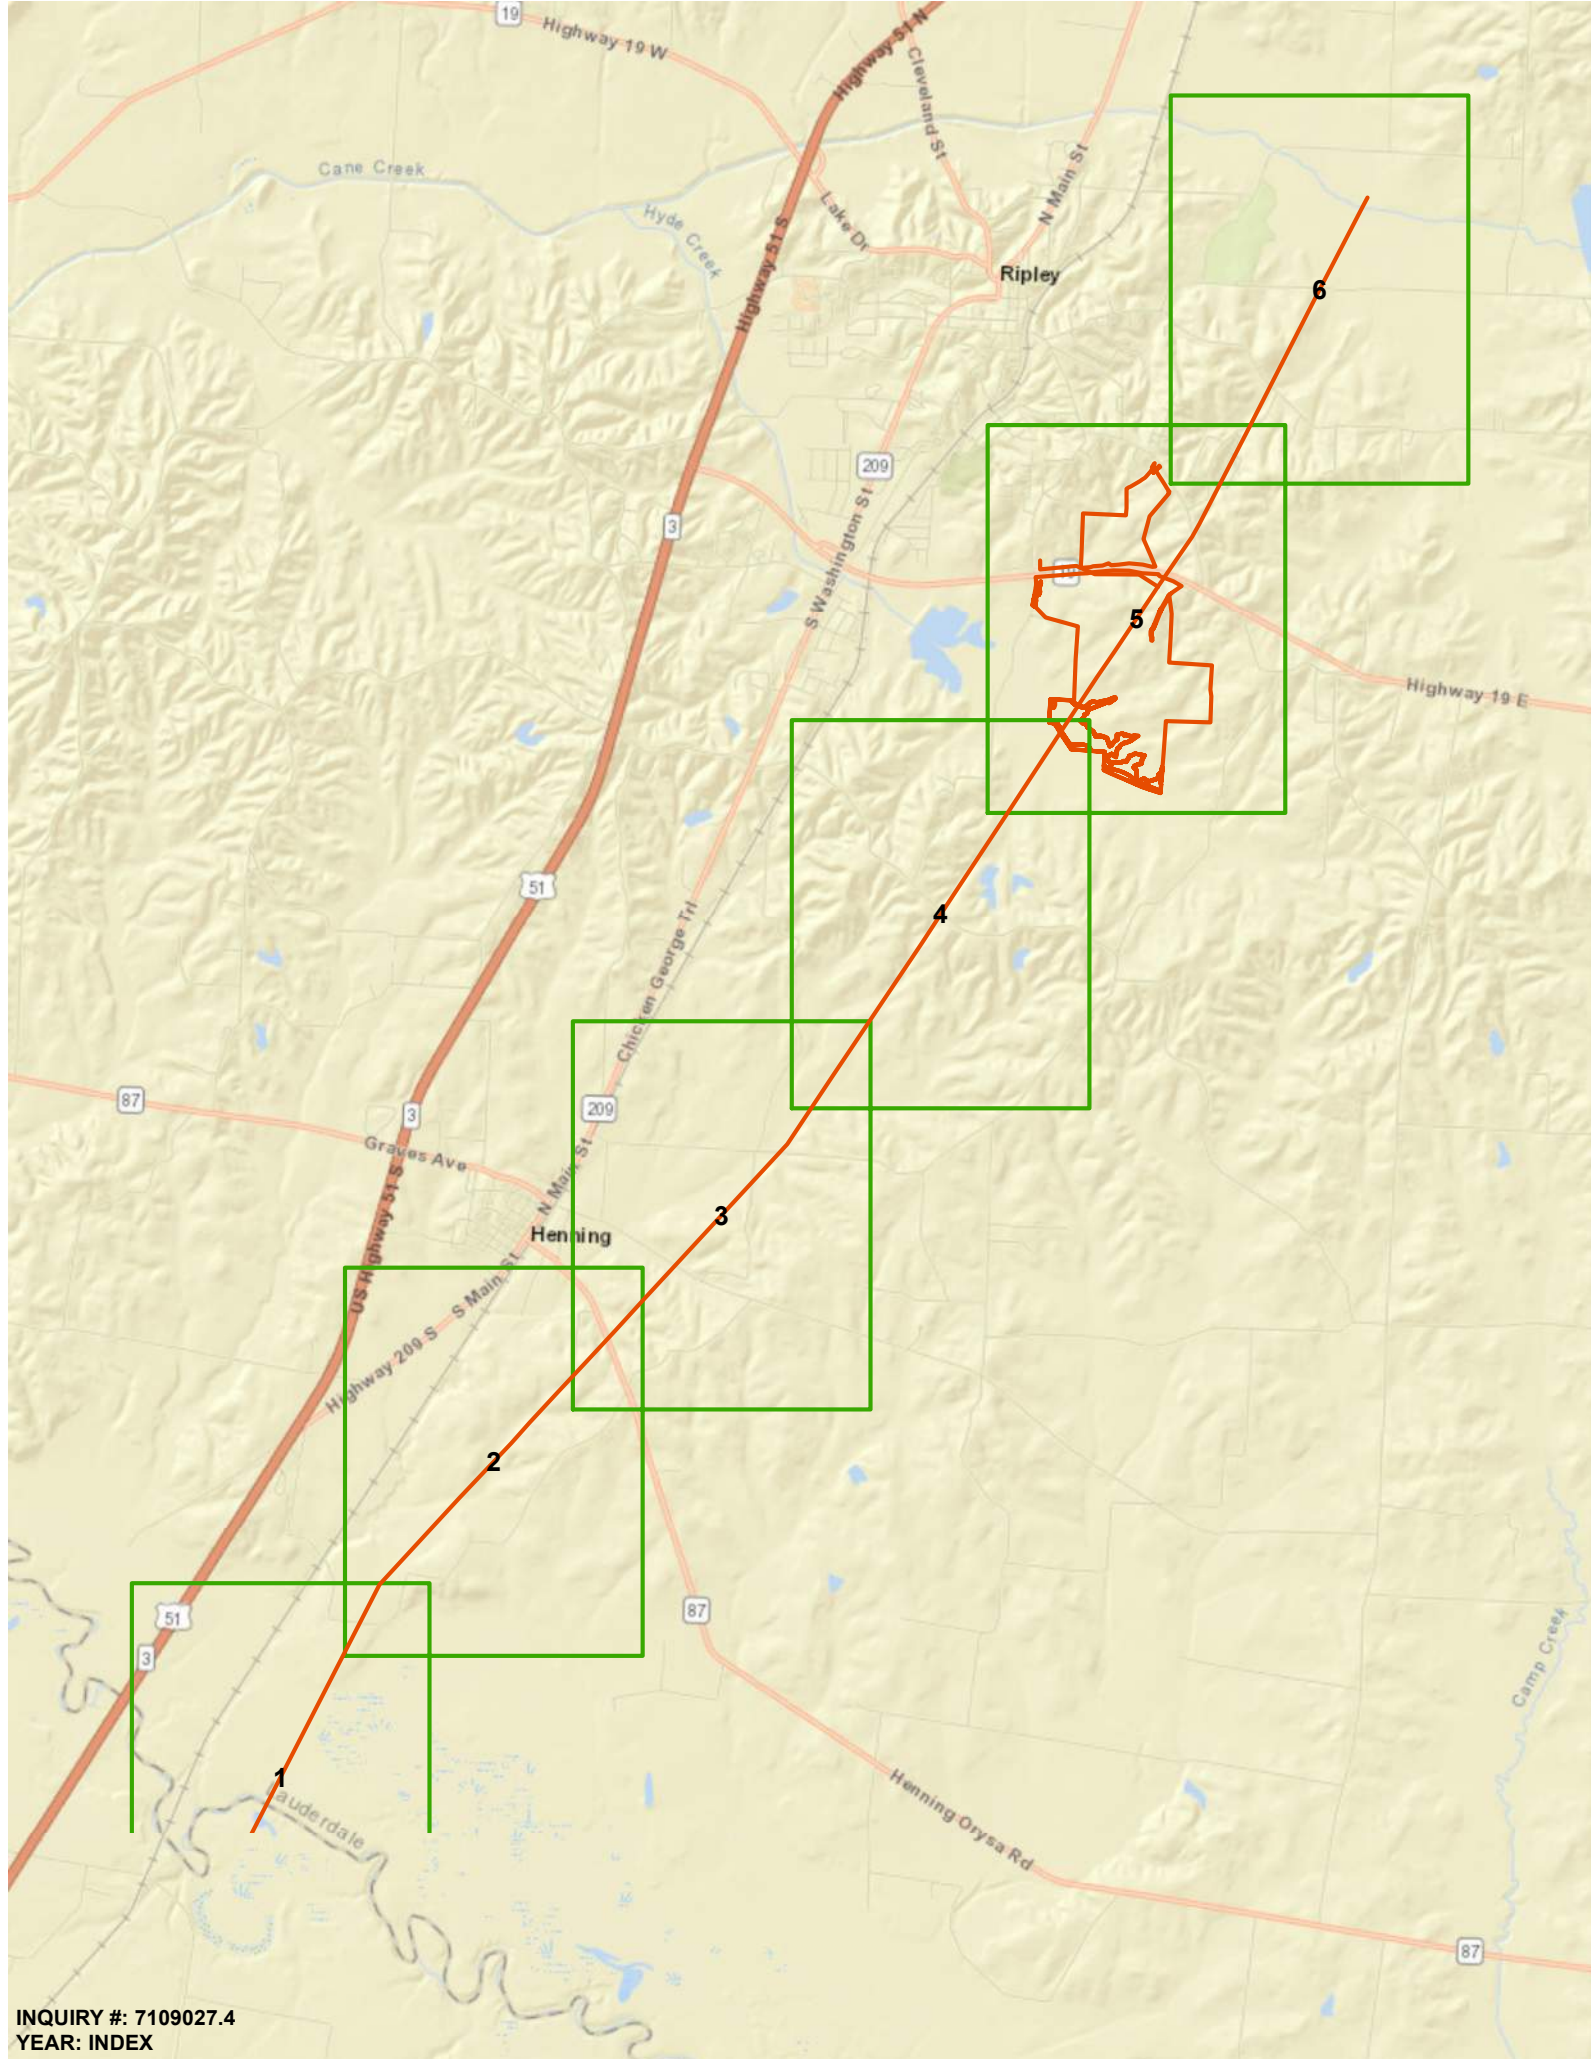 19
Highway 19 W
Highway 51 N
Cleveland St
Cane Creek
N Main St
Lake Dr
Hyde Creek
Highway 51 S
Ripley
6
209
3
S Washington St
5
Highway 19 E
51
4
Chicken George Trl
87
3
209
Graves Ave
N Main St
3
Henning
US Highway 51 S
S Main St
Highway 209 S
2
51
87
3
Camp Creek
1
Lauderdale
Henning Orysa Rd
87
INQUIRY #: 7109027.4
YEAR: INDEX